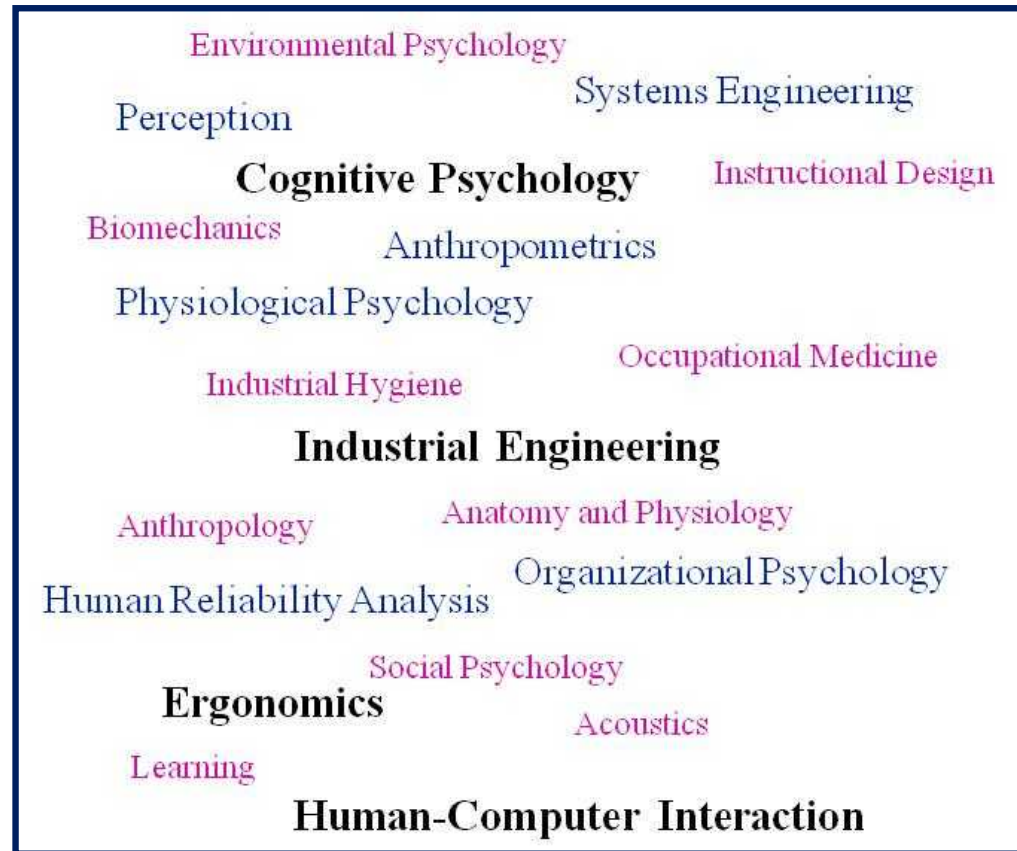 Environmental Psychology
Systems Engineering
Perception
Cognitive Psychology
Instructional Design
Biomechanics
Anthropometrics
Physiological Psychology
Occupational Medicine
Industrial Hygiene
Industrial Engineering
Anatomy and Physiology
Anthropology
Organizational Psychology
Human Reliability Analysis
Social Psychology
Ergonomics
Acoustics
Learning
Human-Computer Interaction